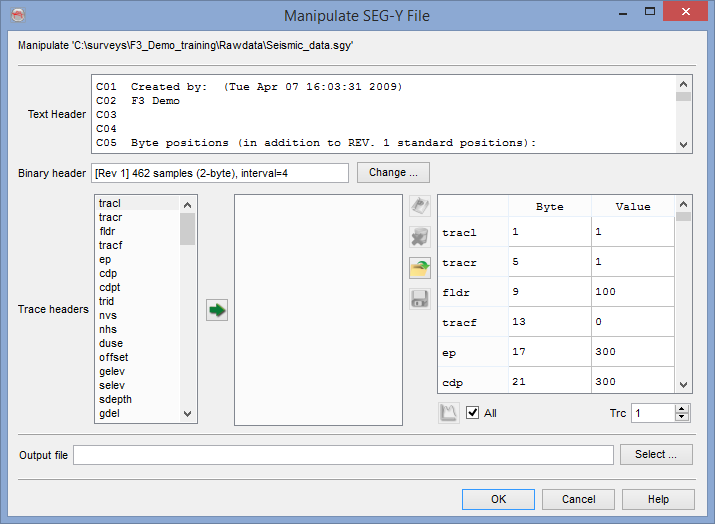 Manipulate SEG-Y File
Manipulate 'C:\surveys\F3_Demo_training\Rawdata\Seismic_data.sgy'
Text Header
C01 Created by: (Tue Apr 07 16:03:31 2009)
C02 F3 Demo
C03
C04
C05 Byte positions (in addition to REV. 1 standard positions):
Binary header [Rev 1] 462 samples (2-byte), interval=4 Change ...
Trace headers
tracl
tracr
fldr
tracf
ep
cdp
cdpt
trid
nvs
nhs
duse
offset
gelev
selev
sdepth
gdel
Byte Value
tracl 1 1
tracr 5 1
fldr 9 100
tracf 13 0
ep 17 300
cdp 21 300
All Trc 1
Output file Select ...
OK Cancel Help